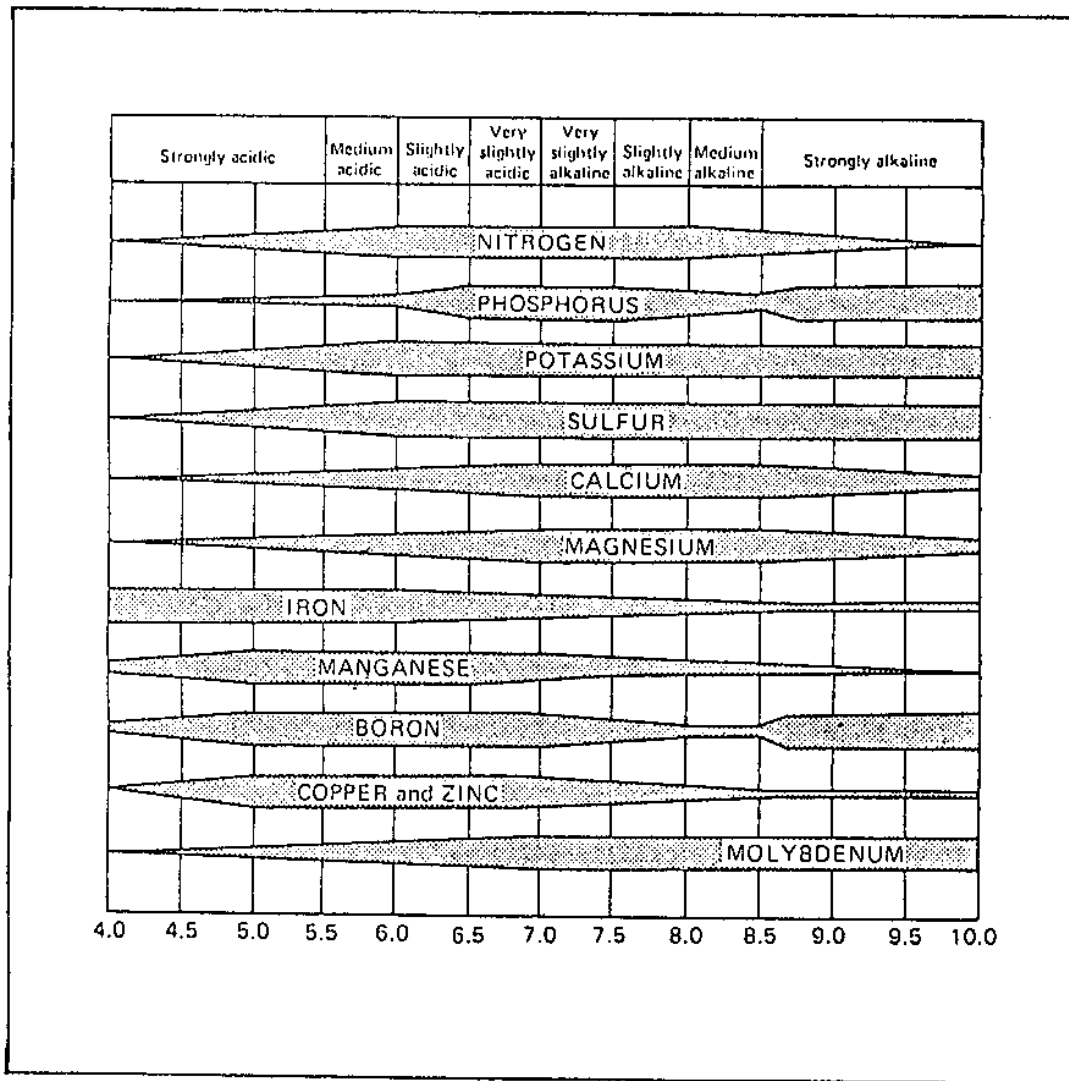 Strongly acidic
Medium
acidic
Slightly
acidic
Very
slightly
acidic
Very
slightly
alkaline
Slightly
alkaline
Medium
alkaline
Strongly alkaline
NITROGEN
PHOSPHORUS
POTASSIUM
SULFUR
CALCIUM
MAGNESIUM
IRON
MANGANESE
BORON
COPPER and ZINC
MOLY8DENUM
4.0 4.5 5.0 5.5 6.0 6.5 7.0 7.5 8.0 8.5 9.0 9.5 10.0